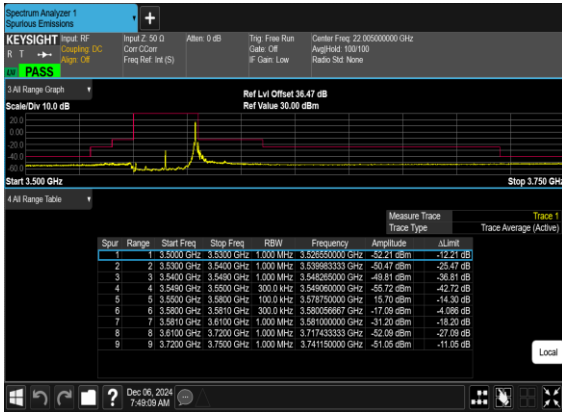 Spectrum Analyzer 1
Spurious Emissions
+
KEYSIGHT Input: RF Input Z: 50 Ω Atten: 0 dB Trig: Free Run Center Freq: 22.005000000 GHz
R T Coupling: DC Corr CCorr Gate: Off Avg|Hold: 100/100
Align: Off Freq Ref: Int (S) IF Gain: Low Radio Std: None
PASS
3 All Range Graph
Ref Lvl Offset 36.47 dB
Scale/Div 10.0 dB Ref Value 30.00 dBm
20.0
0.00
-20.0
-40.0
-60.0
Start 3.500 GHz Stop 3.750 GHz
4 All Range Table
Measure Trace Trace 1
Trace Type Trace Average (Active)
Spur Range Start Freq Stop Freq RBW Frequency Amplitude ΔLimit
1 1 3.5000 GHz 3.5300 GHz 1.000 MHz 3.526550000 GHz -52.21 dBm -12.21 dB
2 2 3.5300 GHz 3.5400 GHz 1.000 MHz 3.539983333 GHz -50.47 dBm -25.47 dB
3 3 3.5400 GHz 3.5490 GHz 1.000 MHz 3.548265000 GHz -49.81 dBm -36.81 dB
4 4 3.5490 GHz 3.5500 GHz 300.0 kHz 3.549060000 GHz -55.72 dBm -42.72 dB
5 5 3.5500 GHz 3.5800 GHz 100.0 kHz 3.578750000 GHz 15.70 dBm -14.30 dB
6 6 3.5800 GHz 3.5810 GHz 300.0 kHz 3.580056667 GHz -17.09 dBm -4.086 dB
7 7 3.5810 GHz 3.6100 GHz 1.000 MHz 3.581000000 GHz -31.20 dBm -18.20 dB
8 8 3.6100 GHz 3.7200 GHz 1.000 MHz 3.717433333 GHz -52.09 dBm -27.09 dB
9 9 3.7200 GHz 3.7500 GHz 1.000 MHz 3.741150000 GHz -51.05 dBm -11.05 dB
Local
?
Dec 06, 2024
7:49:09 AM